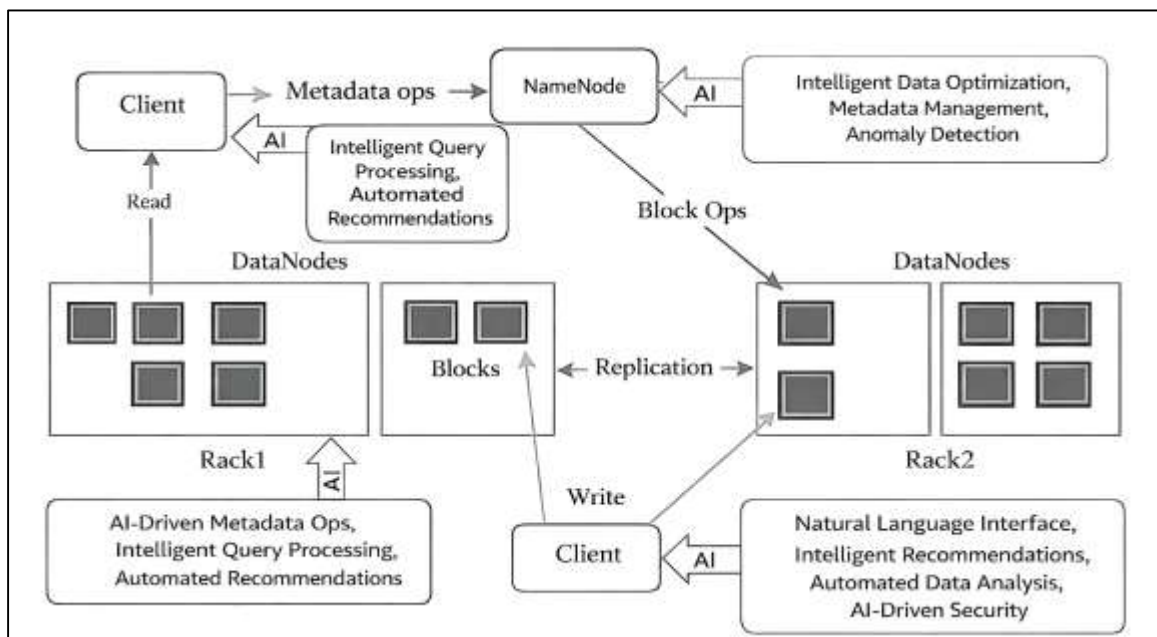 Client
Metadata ops
NameNode
AI
Intelligent Data Optimization,
Metadata Management,
Anomaly Detection
AI
Intelligent Query
Processing,
Automated
Recommendations
Read
Block Ops
DataNodes
DataNodes
Blocks
Replication
Rack1
Rack2
AI
AI-Driven Metadata Ops,
Intelligent Query Processing,
Automated Recommendations
Write
Client
AI
Natural Language Interface,
Intelligent Recommendations,
Automated Data Analysis,
AI-Driven Security